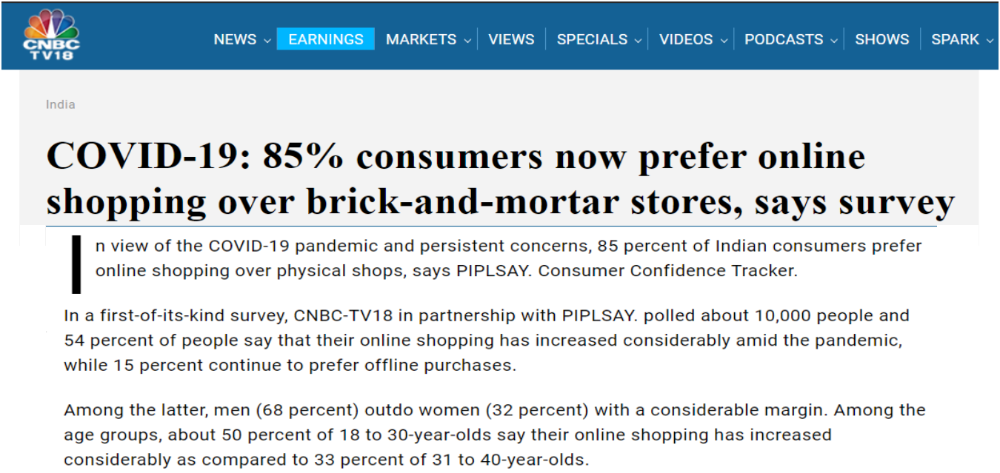 CNBC
TV18
NEWS EARNINGS MARKETS VIEWS SPECIALS VIDEOS PODCASTS SHOWS SPARK
India
COVID-19: 85% consumers now prefer online
shopping over brick-and-mortar stores, says survey
In view of the COVID-19 pandemic and persistent concerns, 85 percent of Indian consumers prefer
online shopping over physical shops, says PIPLSAY. Consumer Confidence Tracker.
In a first-of-its-kind survey, CNBC-TV18 in partnership with PIPLSAY. polled about 10,000 people and
54 percent of people say that their online shopping has increased considerably amid the pandemic,
while 15 percent continue to prefer offline purchases.
Among the latter, men (68 percent) outdo women (32 percent) with a considerable margin. Among the
age groups, about 50 percent of 18 to 30-year-olds say their online shopping has increased
considerably as compared to 33 percent of 31 to 40-year-olds.